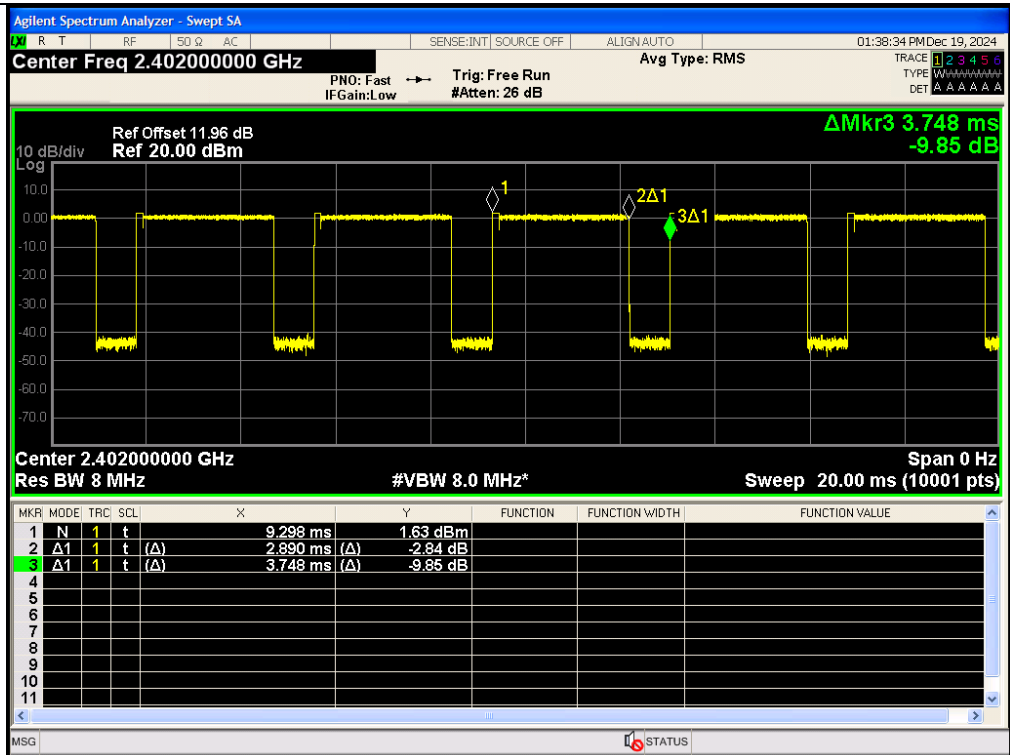 Agilent Spectrum Analyzer - Swept SA
LXI R T RF 50 Ω AC SENSE:INT SOURCE OFF ALIGN AUTO 01:38:34 PM Dec 19, 2024
Center Freq 2.402000000 GHz Avg Type: RMS TRACE 1 2 3 4 5 6
PNO: Fast Trig: Free Run TYPE WWWWWW
IFGain:Low #Atten: 26 dB DET A A A A A A
Ref Offset 11.96 dB ΔMkr3 3.748 ms
10 dB/div Ref 20.00 dBm -9.85 dB
Log
10.0
1
2Δ1
0.00
3Δ1
-10.0
-20.0
-30.0
-40.0
-50.0
-60.0
-70.0
Center 2.402000000 GHz Span 0 Hz
Res BW 8 MHz #VBW 8.0 MHz* Sweep 20.00 ms (10001 pts)
MKR MODE TRC SCL X Y FUNCTION FUNCTION WIDTH FUNCTION VALUE
1 N 1 t 9.298 ms 1.63 dBm
2 Δ1 1 t (Δ) 2.890 ms (Δ) -2.84 dB
3 Δ1 1 t (Δ) 3.748 ms (Δ) -9.85 dB
4
5
6
7
8
9
10
11
MSG STATUS